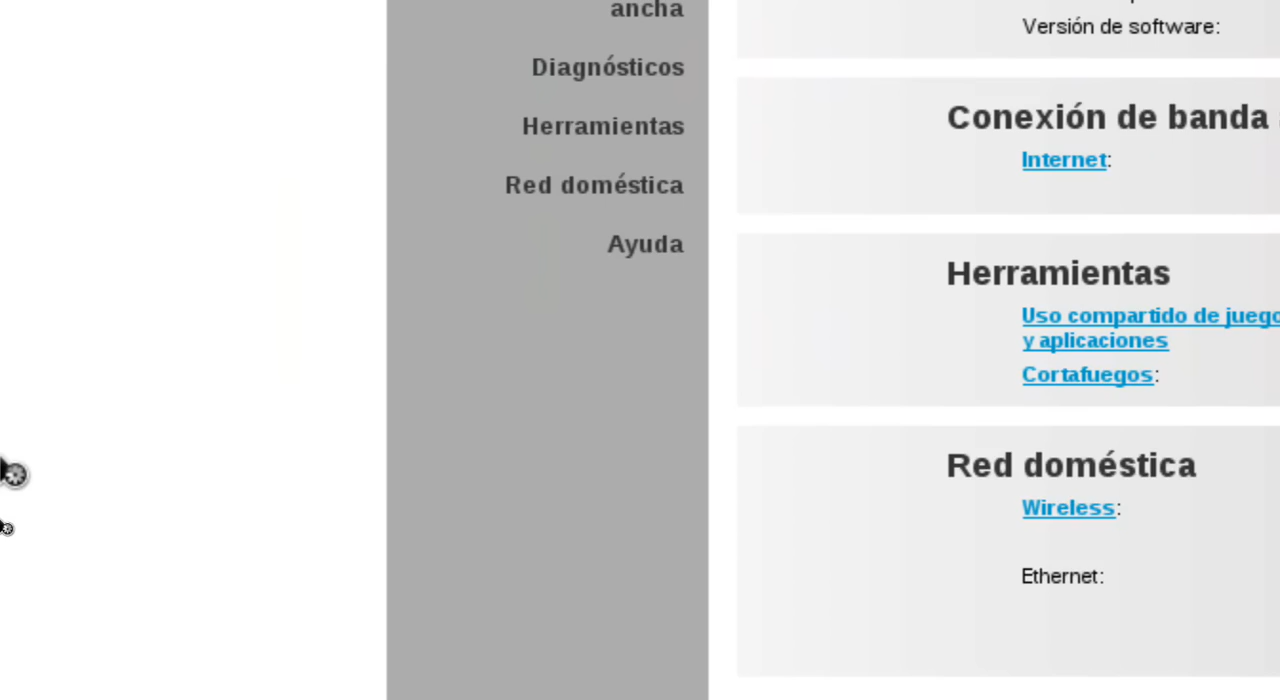 ancha
Diagnósticos
Herramientas
Red doméstica
Ayuda
Versión de software:
Conexión de banda
Internet:
Herramientas
Uso compartido de juego
y aplicaciones
Cortafuegos:
Red doméstica
Wireless:
Ethernet: